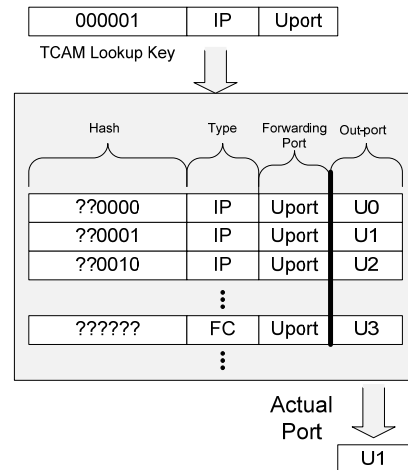 000001 IP Uport
TCAM Lookup Key
Hash Type Forwarding Port Out-port
??0000 IP Uport U0
??0001 IP Uport U1
??0010 IP Uport U2
?????? FC Uport U3
Actual
Port
U1